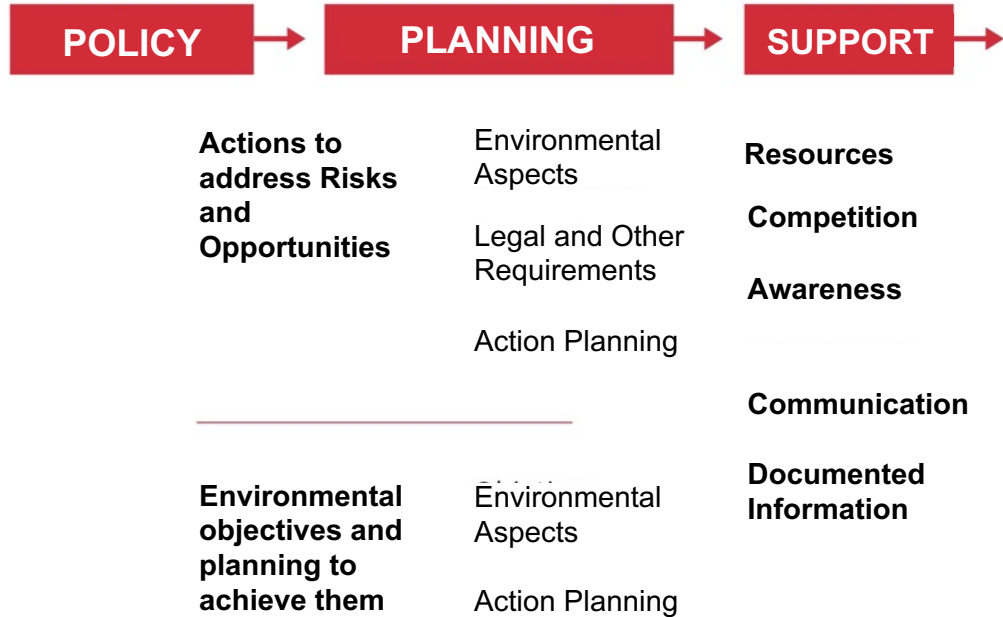 POLICY
PLANNING
SUPPORT
Actions to
address Risks
and
Opportunities
Environmental
Aspects
Legal and Other
Requirements
Action Planning
Environmental
objectives and
planning to
achieve them
Environmental
Aspects
Action Planning
Resources
Competition
Awareness
Communication
Documented
Information